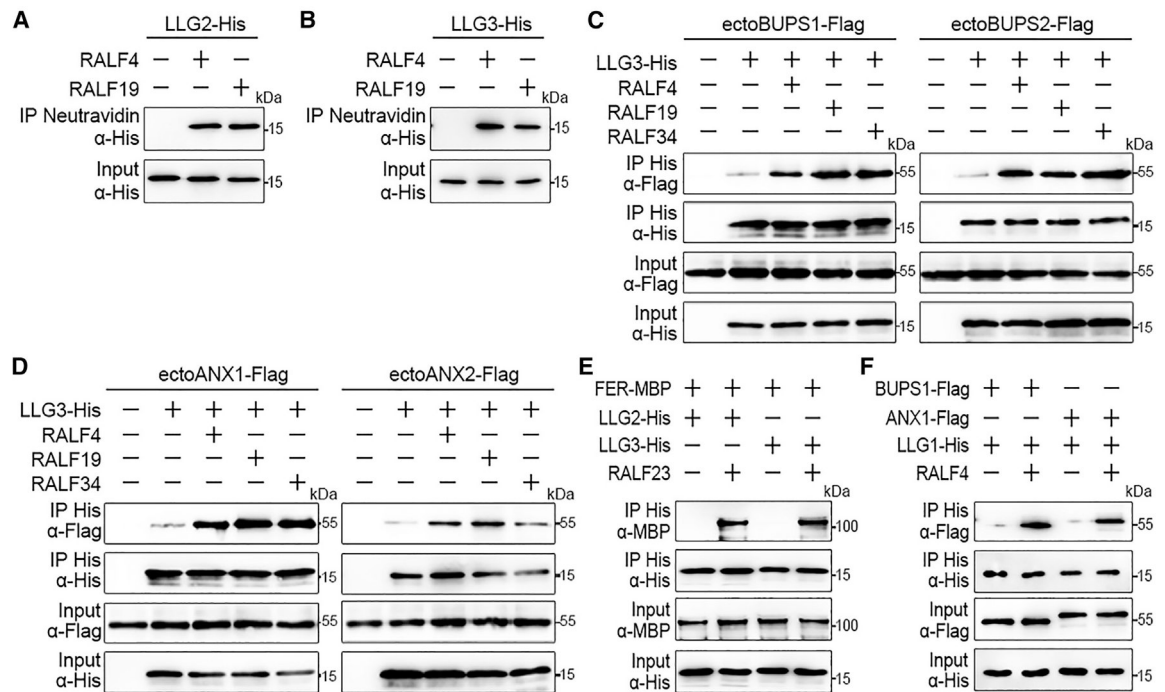 A
LLG2-His
RALF4 − + −
RALF19 − − +
kDa
IP Neutravidin
α-His
15
Input
α-His
15
B
LLG3-His
RALF4 − + −
RALF19 − − +
kDa
IP Neutravidin
α-His
15
Input
α-His
15
C
ectoBUPS1-Flag ectoBUPS2-Flag
LLG3-His − + + + + − + + + +
RALF4 − − + − − − − + − −
RALF19 − − − + − − − − + −
RALF34 − − − − + − − − − +
kDa kDa
IP His
α-Flag
55 55
IP His
α-His
15 15
Input
α-Flag
55 55
Input
α-His
15 15
D
ectoANX1-Flag ectoANX2-Flag
LLG3-His − + + + + − + + + +
RALF4 − − + − − − − + − −
RALF19 − − − + − − − − + −
RALF34 − − − − + − − − − +
kDa kDa
IP His
α-Flag
55 55
IP His
α-His
15 15
Input
α-Flag
55 55
Input
α-His
15 15
E
FER-MBP + + + +
LLG2-His + + − −
LLG3-His − − + +
RALF23 − + − +
kDa
IP His
α-MBP
100
IP His
α-His
15
Input
α-MBP
100
Input
α-His
15
F
BUPS1-Flag + + − −
ANX1-Flag − − + +
LLG1-His + + + +
RALF4 − + − +
kDa
IP His
α-Flag
55
IP His
α-His
15
Input
α-Flag
55
Input
α-His
15